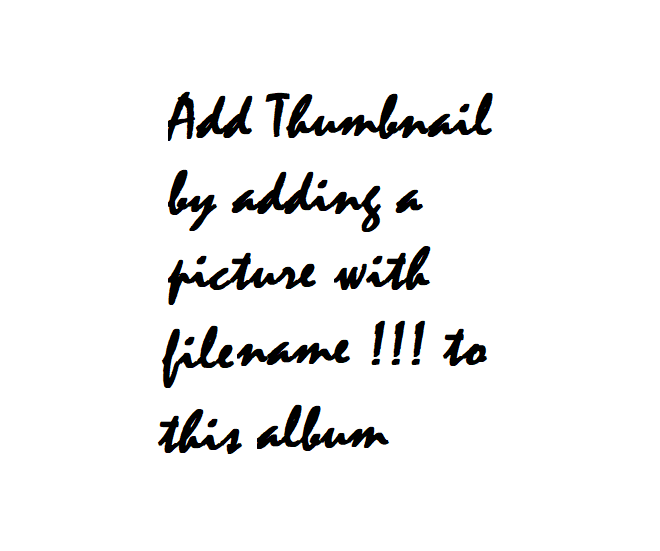 Add Thumbnail
by adding a
picture with
filename !!! to
this album